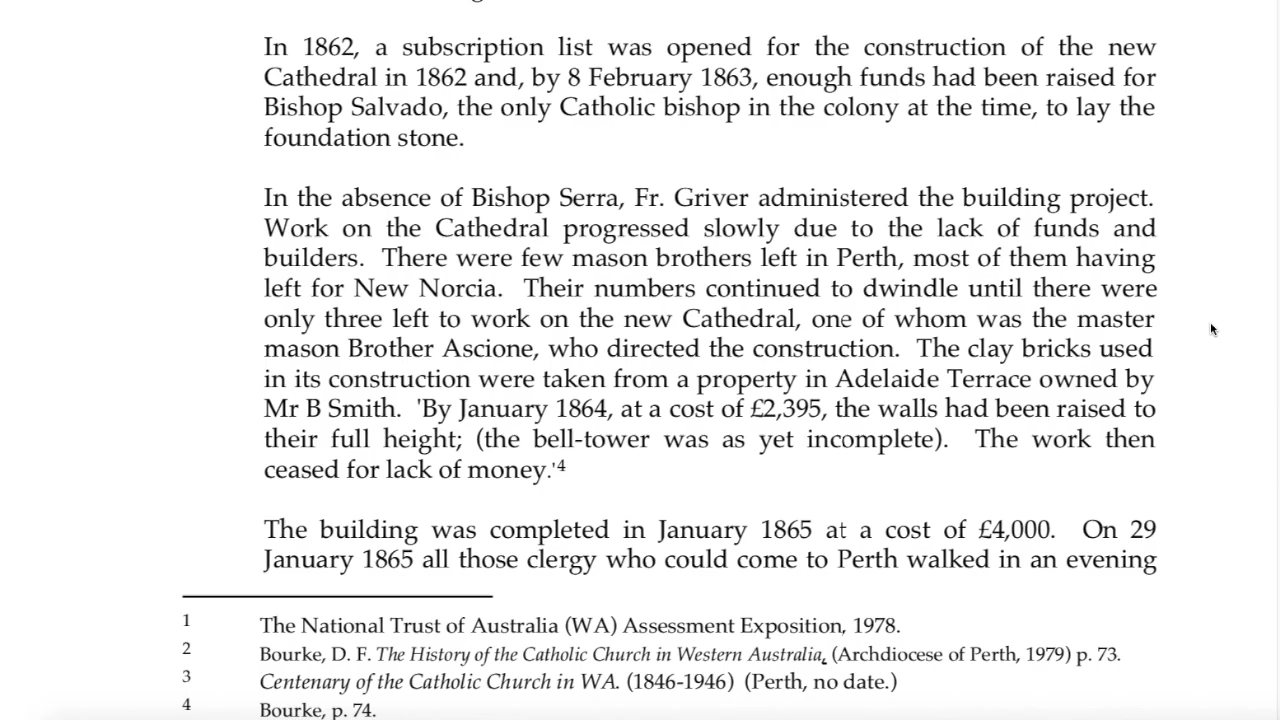 In 1862, a subscription list was opened for the construction of the new
Cathedral in 1862 and, by 8 February 1863, enough funds had been raised for
Bishop Salvado, the only Catholic bishop in the colony at the time, to lay the
foundation stone.
In the absence of Bishop Serra, Fr. Griver administered the building project.
Work on the Cathedral progressed slowly due to the lack of funds and
builders. There were few mason brothers left in Perth, most of them having
left for New Norcia. Their numbers continued to dwindle until there were
only three left to work on the new Cathedral, one of whom was the master
mason Brother Ascione, who directed the construction. The clay bricks used
in its construction were taken from a property in Adelaide Terrace owned by
Mr B Smith. 'By January 1864, at a cost of £2,395, the walls had been raised to
their full height; (the bell-tower was as yet incomplete). The work then
ceased for lack of money.'4
The building was completed in January 1865 at a cost of £4,000. On 29
January 1865 all those clergy who could come to Perth walked in an evening
1 The National Trust of Australia (WA) Assessment Exposition, 1978.
2 Bourke, D. F. The History of the Catholic Church in Western Australia, (Archdiocese of Perth, 1979) p. 73.
3 Centenary of the Catholic Church in WA. (1846-1946) (Perth, no date.)
4 Bourke, p. 74.